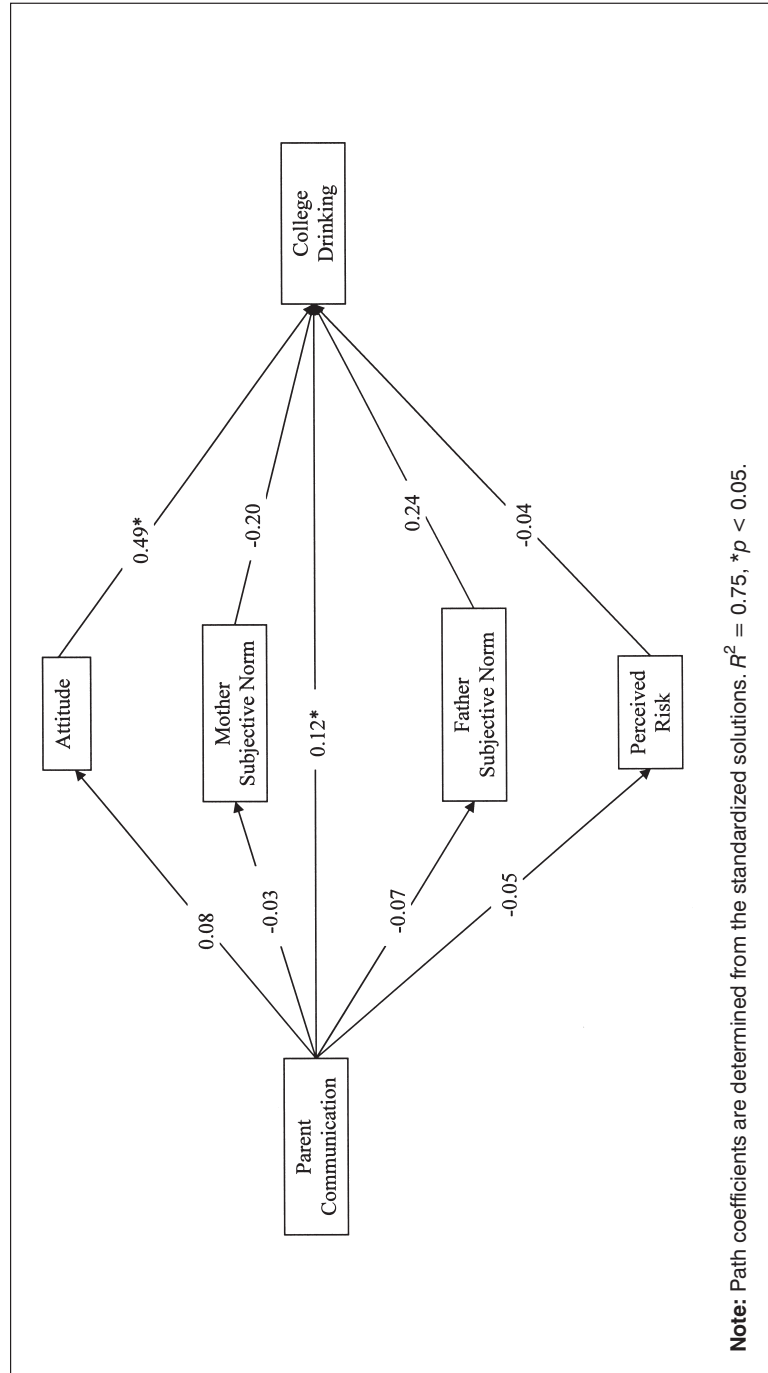 Attitude
0.49*
0.08
Mother
Subjective Norm
-0.20
-0.03
Parent
Communication
0.12*
College
Drinking
Father
Subjective Norm
0.24
-0.07
Perceived
Risk
-0.04
-0.05
Note: Path coefficients are determined from the standardized solutions. R² = 0.75, *p < 0.05.